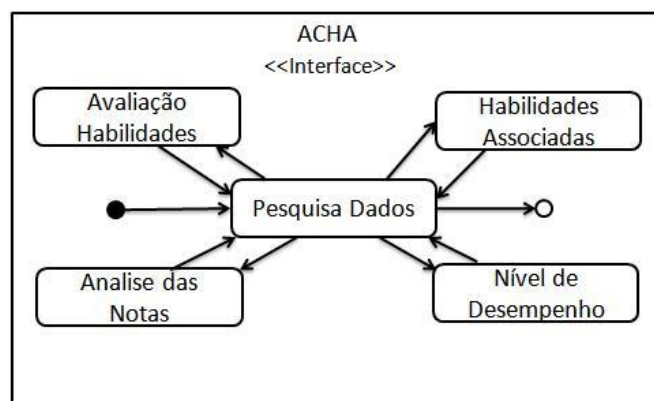 ACHA
<<Interface>>
Avaliação
Habilidades
Habilidades
Associadas
Pesquisa Dados
Analise das
Notas
Nível de
Desempenho